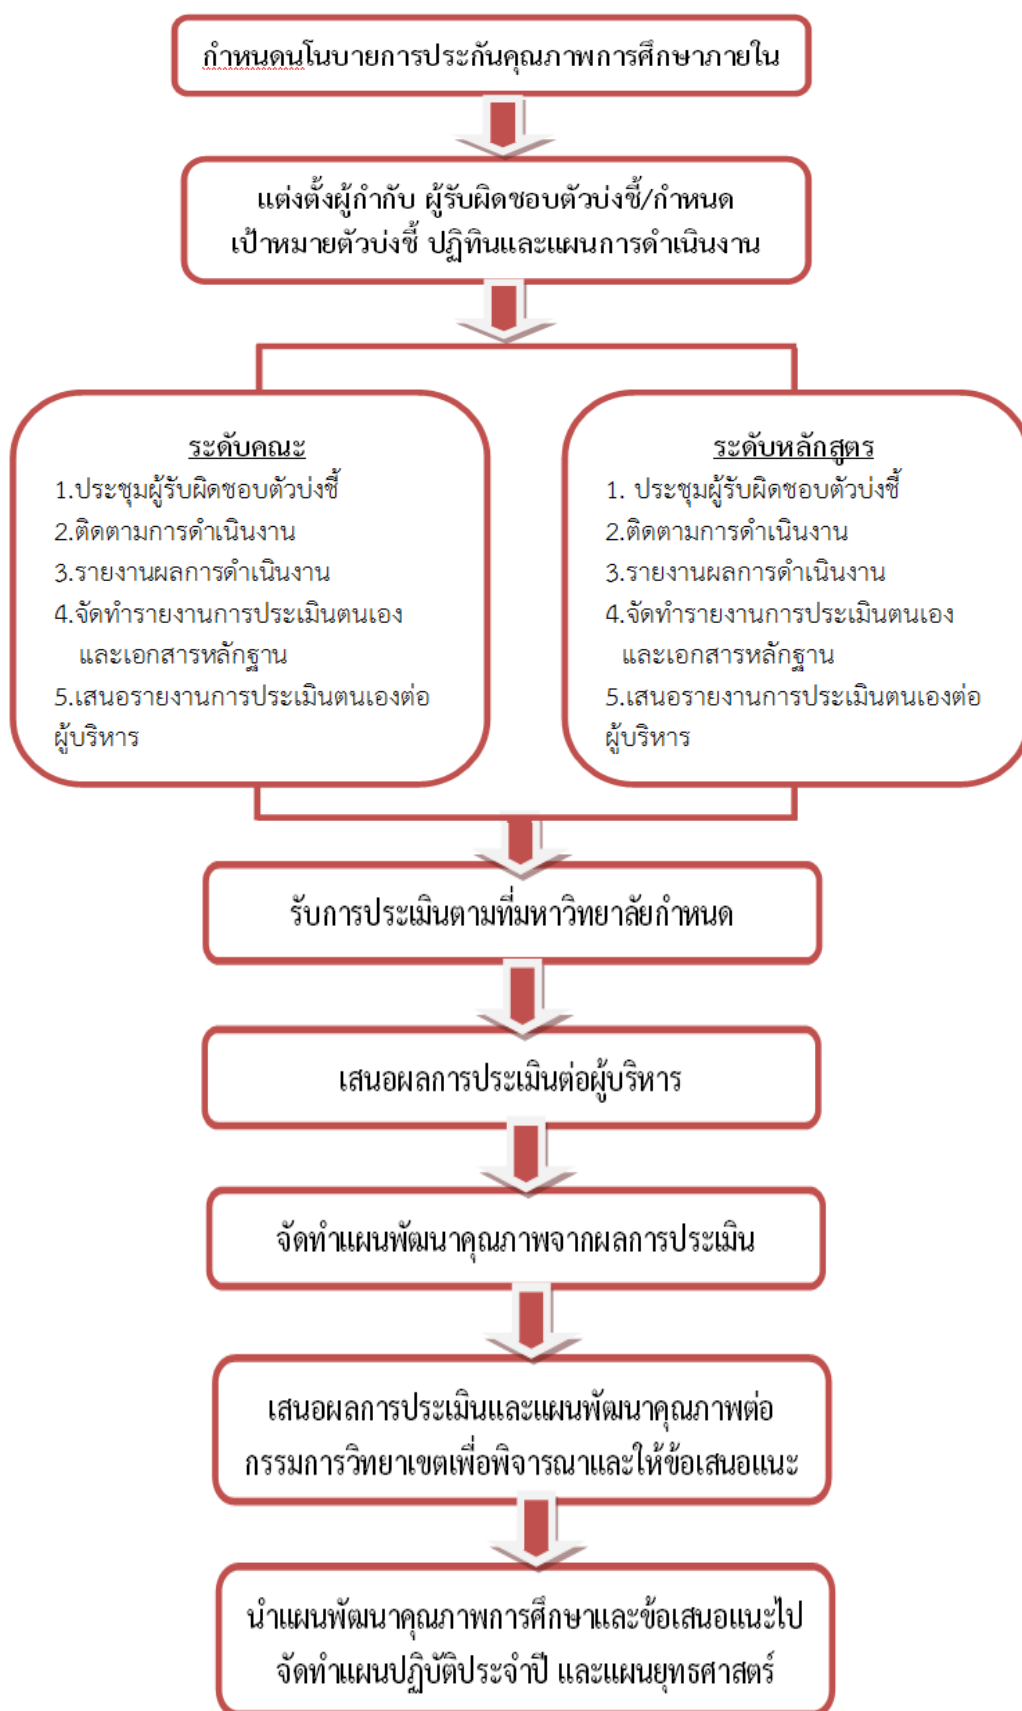 กำหนดนโนบายการประกันคุณภาพการศึกษาภายใน
แต่งตั้งผู้กำกับ ผู้รับผิดชอบตัวบ่งชี้/กำหนด
เป้าหมายตัวบ่งชี้ ปฏิทินและแผนการดำเนินงาน
ระดับคณะ
1.ประชุมผู้รับผิดชอบตัวบ่งชี้
2.ติดตามการดำเนินงาน
3.รายงานผลการดำเนินงาน
4.จัดทำรายงานการประเมินตนเอง
และเอกสารหลักฐาน
5.เสนอรายงานการประเมินตนเองต่อ
ผู้บริหาร
ระดับหลักสูตร
1. ประชุมผู้รับผิดชอบตัวบ่งชี้
2.ติดตามการดำเนินงาน
3.รายงานผลการดำเนินงาน
4.จัดทำรายงานการประเมินตนเอง
และเอกสารหลักฐาน
5.เสนอรายงานการประเมินตนเองต่อ
ผู้บริหาร
รับการประเมินตามที่มหาวิทยาลัยกำหนด
เสนอผลการประเมินต่อผู้บริหาร
จัดทำแผนพัฒนาคุณภาพจากผลการประเมิน
เสนอผลการประเมินและแผนพัฒนาคุณภาพต่อ
กรรมการวิทยาเขตเพื่อพิจารณาและให้ข้อเสนอแนะ
นำแผนพัฒนาคุณภาพการศึกษาและข้อเสนอแนะไป
จัดทำแผนปฏิบัติประจำปี และแผนยุทธศาสตร์